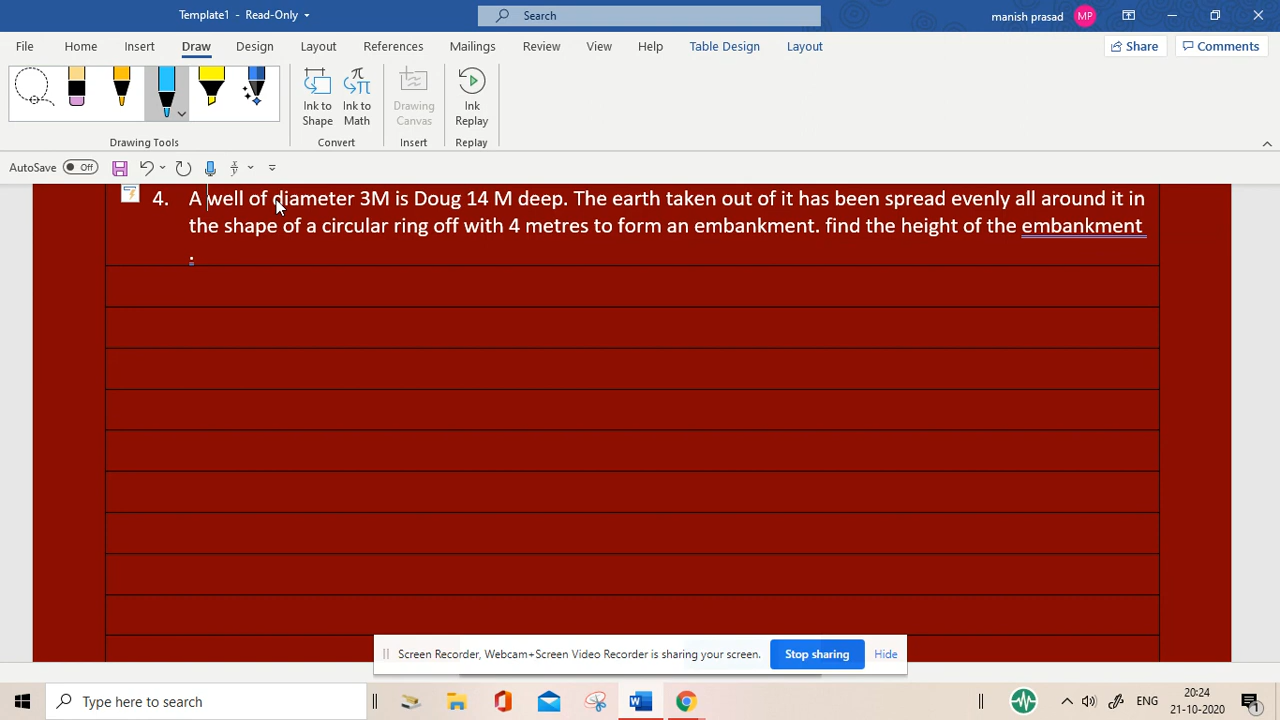 Template1 - Read-Only
Search
manish prasad
MP
File Home Insert Draw Design Layout References Mailings Review View Help Table Design Layout
Share
Comments
Ink to Shape
Ink to Math
Drawing Canvas
Ink Replay
Drawing Tools
Convert
Insert
Replay
AutoSave Off
4. A well of diameter 3M is Doug 14 M deep. The earth taken out of it has been spread evenly all around it in
the shape of a circular ring off with 4 metres to form an embankment. find the height of the embankment
.
Screen Recorder, Webcam+Screen Video Recorder is sharing your screen.
Stop sharing
Hide
Type here to search
ENG
20:24
21-10-2020
1